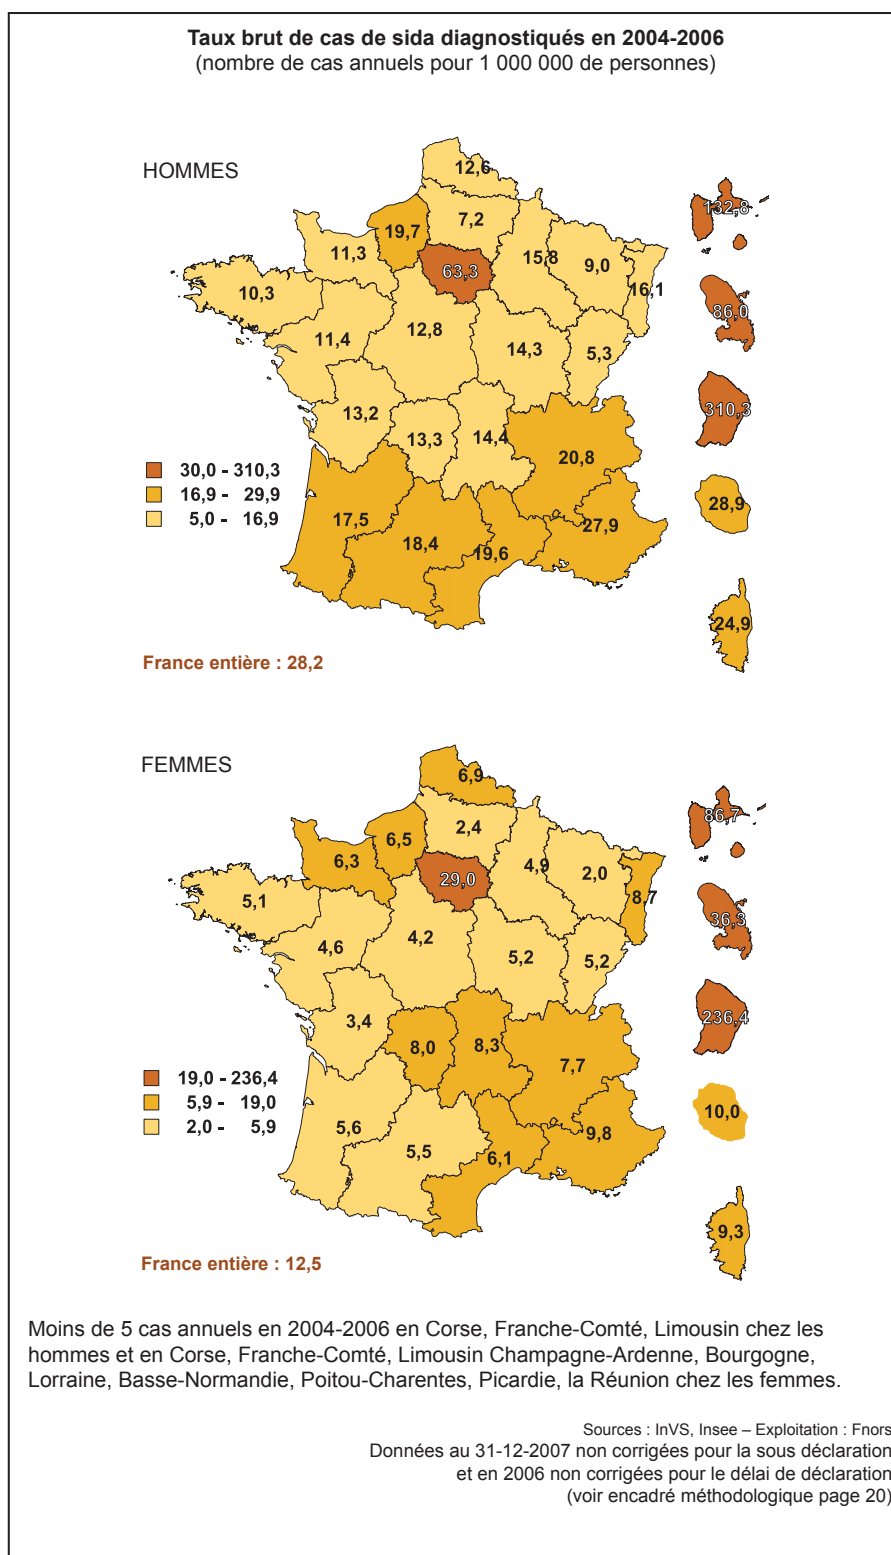 Taux brut de cas de sida diagnostiqués en 2004-2006
(nombre de cas annuels pour 1 000 000 de personnes)
HOMMES
12,6
132,8
7,2
19,7
11,3
15,8
9,0
63,3
16,1
10,3
86,0
12,8
11,4
14,3
5,3
13,2
310,3
13,3
14,4
20,8
30,0 - 310,3
16,9 - 29,9
5,0 - 16,9
28,9
17,5
27,9
18,4
19,6
24,9
France entière : 28,2
FEMMES
6,9
86,7
2,4
6,5
6,3
4,9
2,0
29,0
8,7
5,1
36,3
4,2
4,6
5,2
5,2
236,4
3,4
8,0
8,3
7,7
19,0 - 236,4
5,9 - 19,0
2,0 - 5,9
10,0
5,6
9,8
5,5
6,1
9,3
France entière : 12,5
Moins de 5 cas annuels en 2004-2006 en Corse, Franche-Comté, Limousin chez les
hommes et en Corse, Franche-Comté, Limousin Champagne-Ardenne, Bourgogne,
Lorraine, Basse-Normandie, Poitou-Charentes, Picardie, la Réunion chez les femmes.
Sources : InVS, Insee – Exploitation : Fnors
Données au 31-12-2007 non corrigées pour la sous déclaration
et en 2006 non corrigées pour le délai de déclaration
(voir encadré méthodologique page 20)